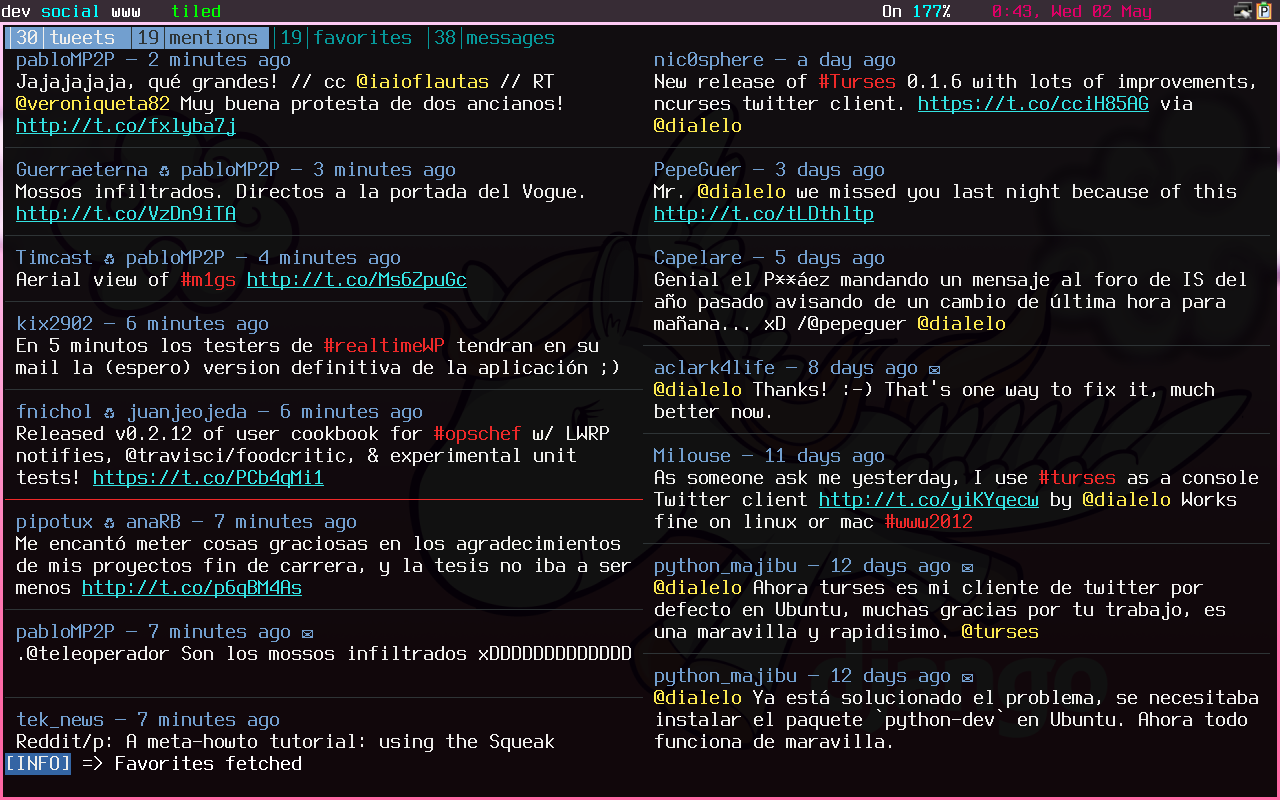 dev social www tiled On 177% 0:43, Wed 02 May
|30|tweets |19|mentions |19|favorites |38|messages
pabloMP2P – 2 minutes ago
Jajajajaja, qué grandes! // cc @iaioflautas // RT
@veroniqueta82 Muy buena protesta de dos ancianos!
http://t.co/fxlyba7j
Guerraeterna ♻ pabloMP2P – 3 minutes ago
Mossos infiltrados. Directos a la portada del Vogue.
http://t.co/VzDn9iTA
Timcast ♻ pabloMP2P – 4 minutes ago
Aerial view of #m1gs http://t.co/Ms6ZpuGc
kix2902 – 6 minutes ago
En 5 minutos los testers de #realtimeWP tendran en su
mail la (espero) version definitiva de la aplicación ;)
fnichol ♻ juanjeojeda – 6 minutes ago
Released v0.2.12 of user cookbook for #opschef w/ LWRP
notifies, @travisci/foodcritic, & experimental unit
tests! https://t.co/PCb4qMi1
pipotux ♻ anaRB – 7 minutes ago
Me encantó meter cosas graciosas en los agradecimientos
de mis proyectos fin de carrera, y la tesis no iba a ser
menos http://t.co/p6qBM4As
pabloMP2P – 7 minutes ago ✉
.@teleoperador Son los mossos infiltrados xDDDDDDDDDDDDD
tek_news – 7 minutes ago
Reddit/p: A meta-howto tutorial: using the Squeak
nic0sphere – a day ago
New release of #Turses 0.1.6 with lots of improvements,
ncurses twitter client. https://t.co/cciH85AG via
@dialelo
PepeGuer – 3 days ago
Mr. @dialelo we missed you last night because of this
http://t.co/tLDthltp
Capelare – 5 days ago
Genial el P**áez mandando un mensaje al foro de IS del
año pasado avisando de un cambio de última hora para
mañana... xD /@pepeguer @dialelo
aclark4life – 8 days ago ✉
@dialelo Thanks! :-) That's one way to fix it, much
better now.
Milouse – 11 days ago
As someone ask me yesterday, I use #turses as a console
Twitter client http://t.co/yiKYqecw by @dialelo Works
fine on linux or mac #www2012
python_majibu – 12 days ago ✉
@dialelo Ahora turses es mi cliente de twitter por
defecto en Ubuntu, muchas gracias por tu trabajo, es
una maravilla y rapidisimo. @turses
python_majibu – 12 days ago ✉
@dialelo Ya está solucionado el problema, se necesitaba
instalar el paquete `python-dev` en Ubuntu. Ahora todo
funciona de maravilla.
django
[INFO] => Favorites fetched